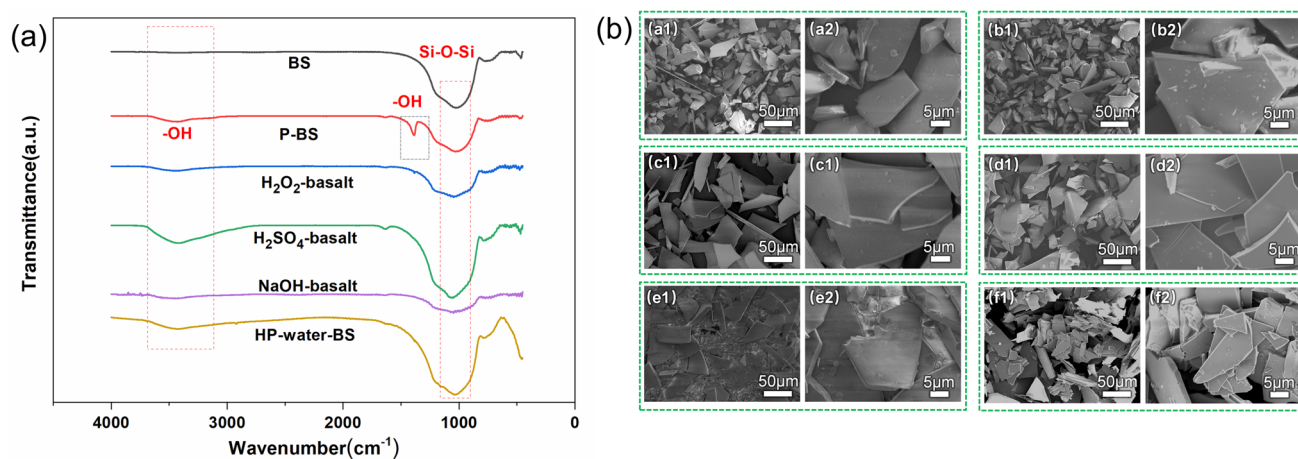 (a)
Si-O-Si
BS
-OH
-OH
P-BS
H₂O₂-basalt
H₂SO₄-basalt
NaOH-basalt
HP-water-BS
Transmittance(a.u.)
4000 3000 2000 1000 0
Wavenumber(cm⁻¹)
(b)
(a1) (a2) (b1) (b2)
50μm 5μm 50μm 5μm
(c1) (c1) (d1) (d2)
50μm 5μm 50μm 5μm
(e1) (e2) (f1) (f2)
50μm 5μm 50μm 5μm